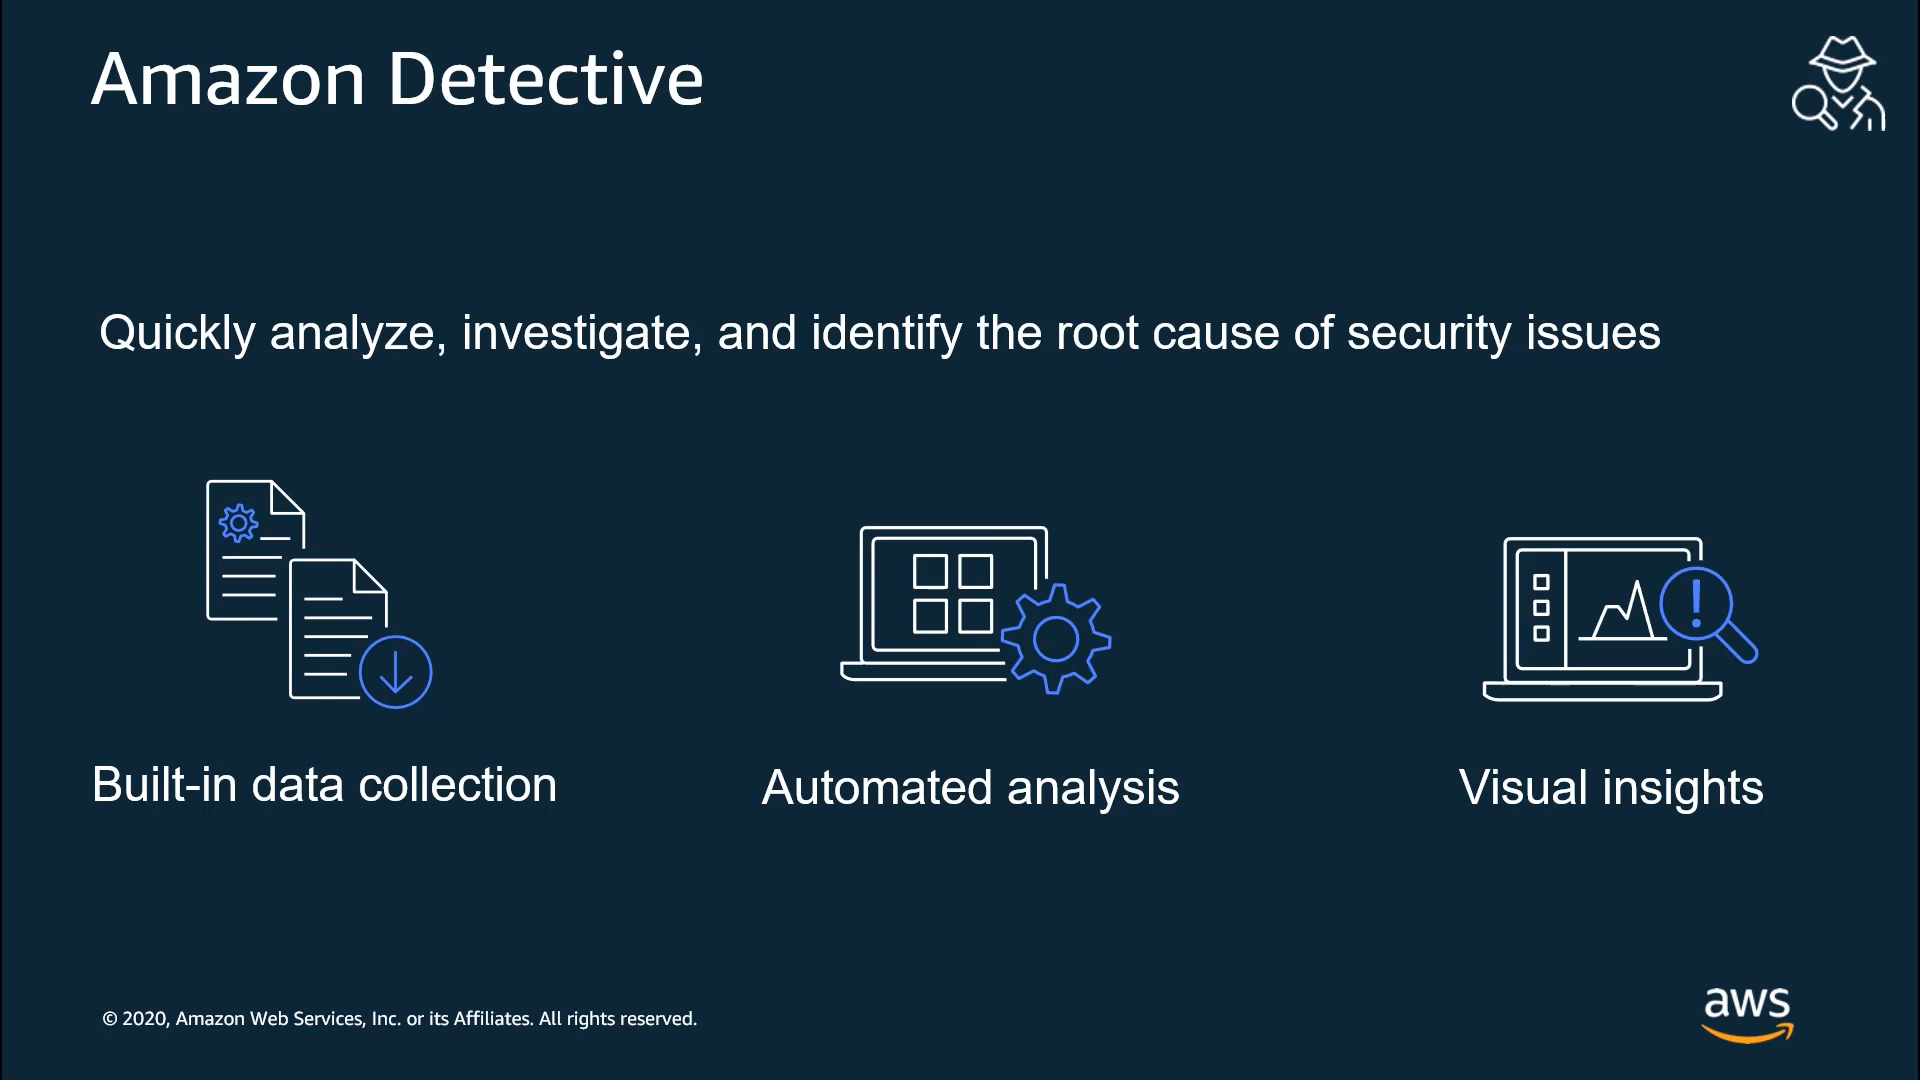 Amazon Detective
Quickly analyze, investigate, and identify the root cause of security issues
Built-in data collection
Automated analysis
Visual insights
© 2020, Amazon Web Services, Inc. or its Affiliates. All rights reserved.
aws